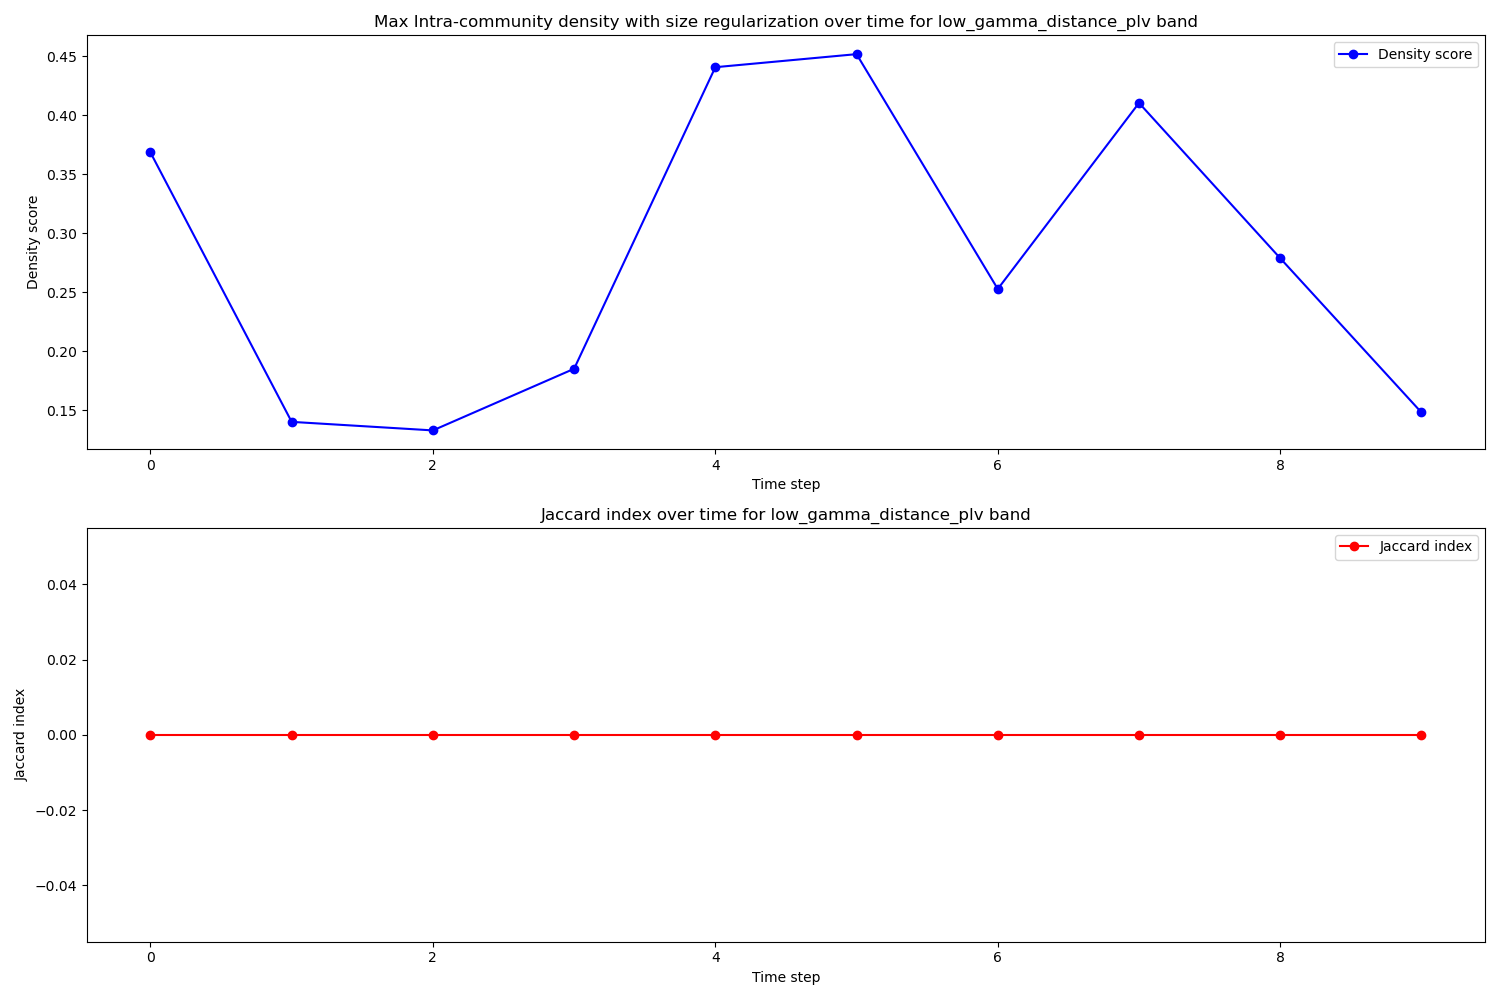 Max Intra-community density with size regularization over time for low_gamma_distance_plv band
Density score
0.45
0.40
0.35
0.30
0.25
0.20
0.15
Density score
0 2 4 6 8
Time step
Jaccard index over time for low_gamma_distance_plv band
Jaccard index
0.04
0.02
0.00
−0.02
−0.04
Jaccard index
0 2 4 6 8
Time step